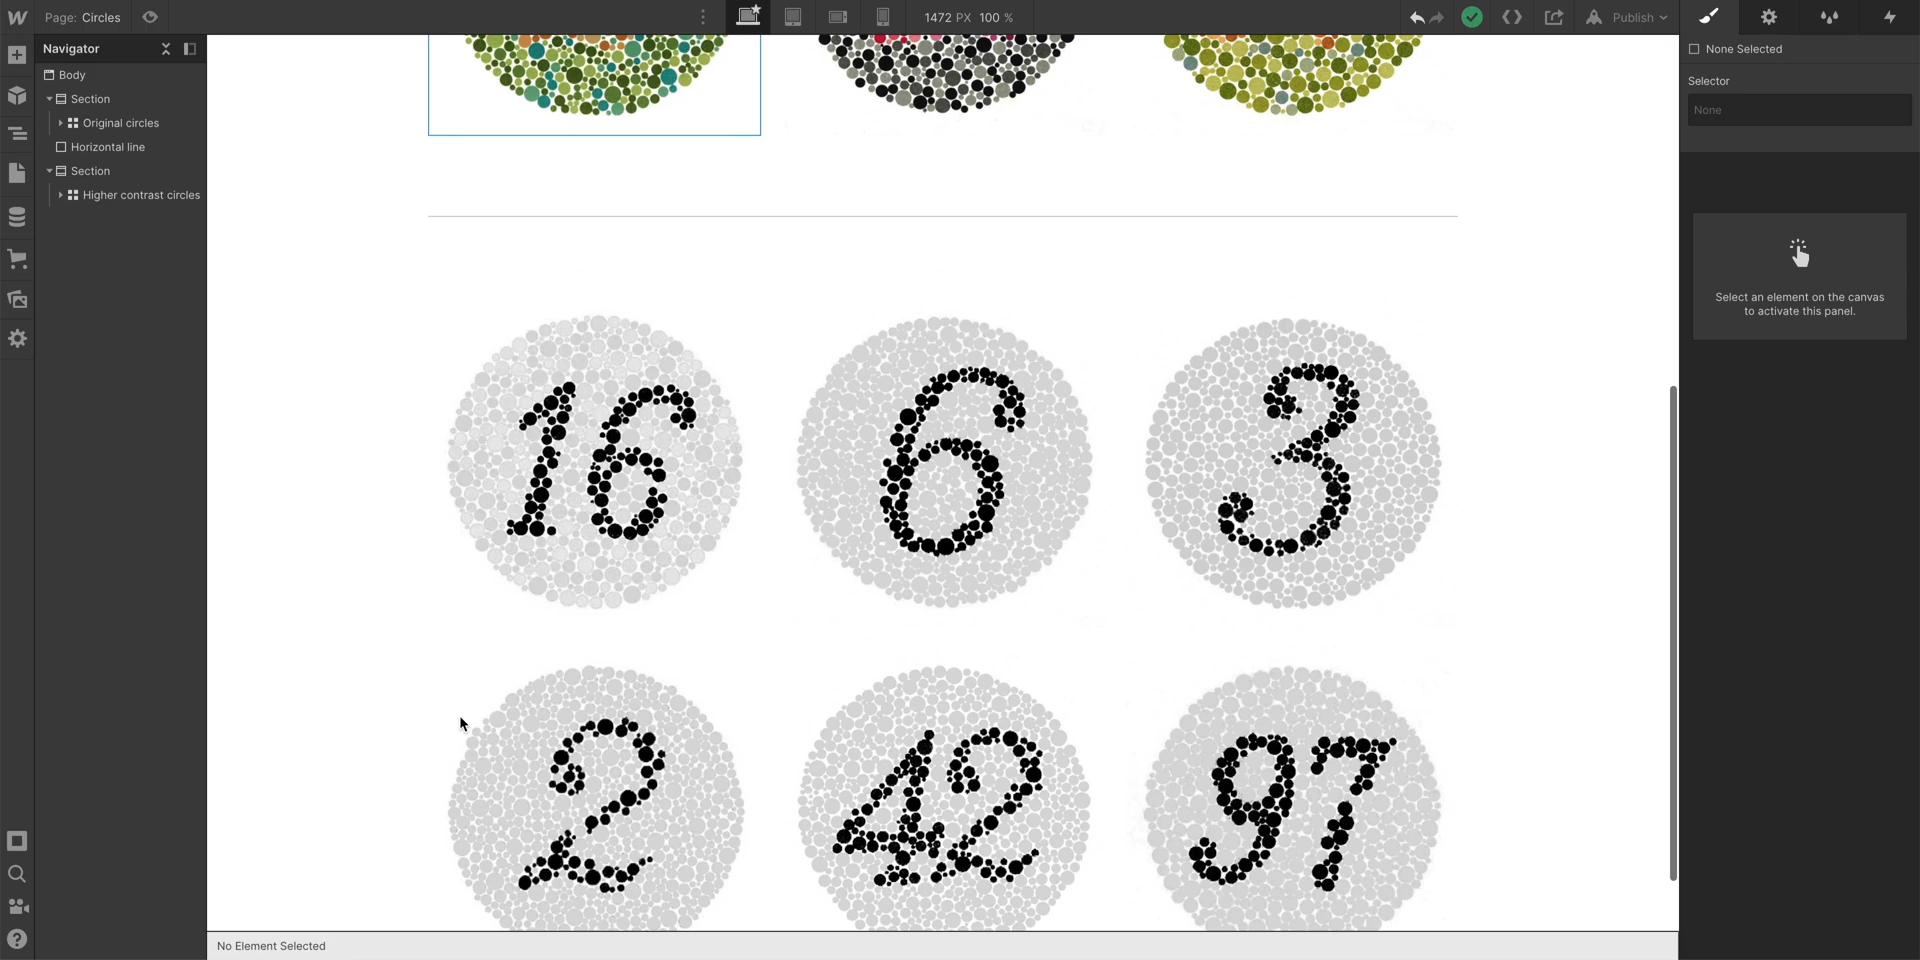 Page: Circles
1472 PX 100 %
Publish
Navigator
None Selected
Body
Selector
Section
None
Original circles
Horizontal line
Section
Higher contrast circles
Select an element on the canvas
to activate this panel.
16 6 3
2 42 97
No Element Selected